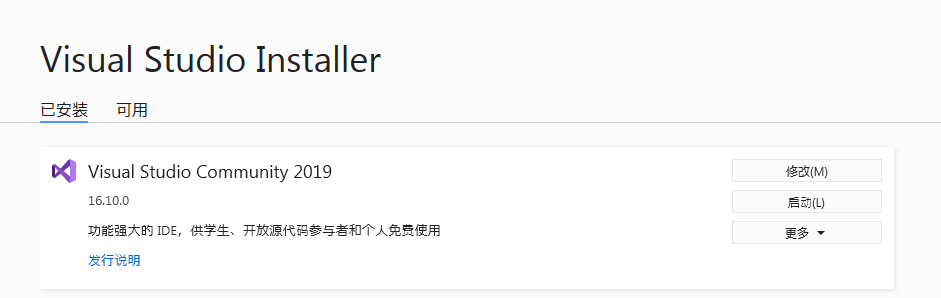 Visual Studio Installer
已安装 可用
Visual Studio Community 2019
修改(M)
16.10.0
启动(L)
功能强大的 IDE，供学生、开放源代码参与者和个人免费使用
更多
发行说明